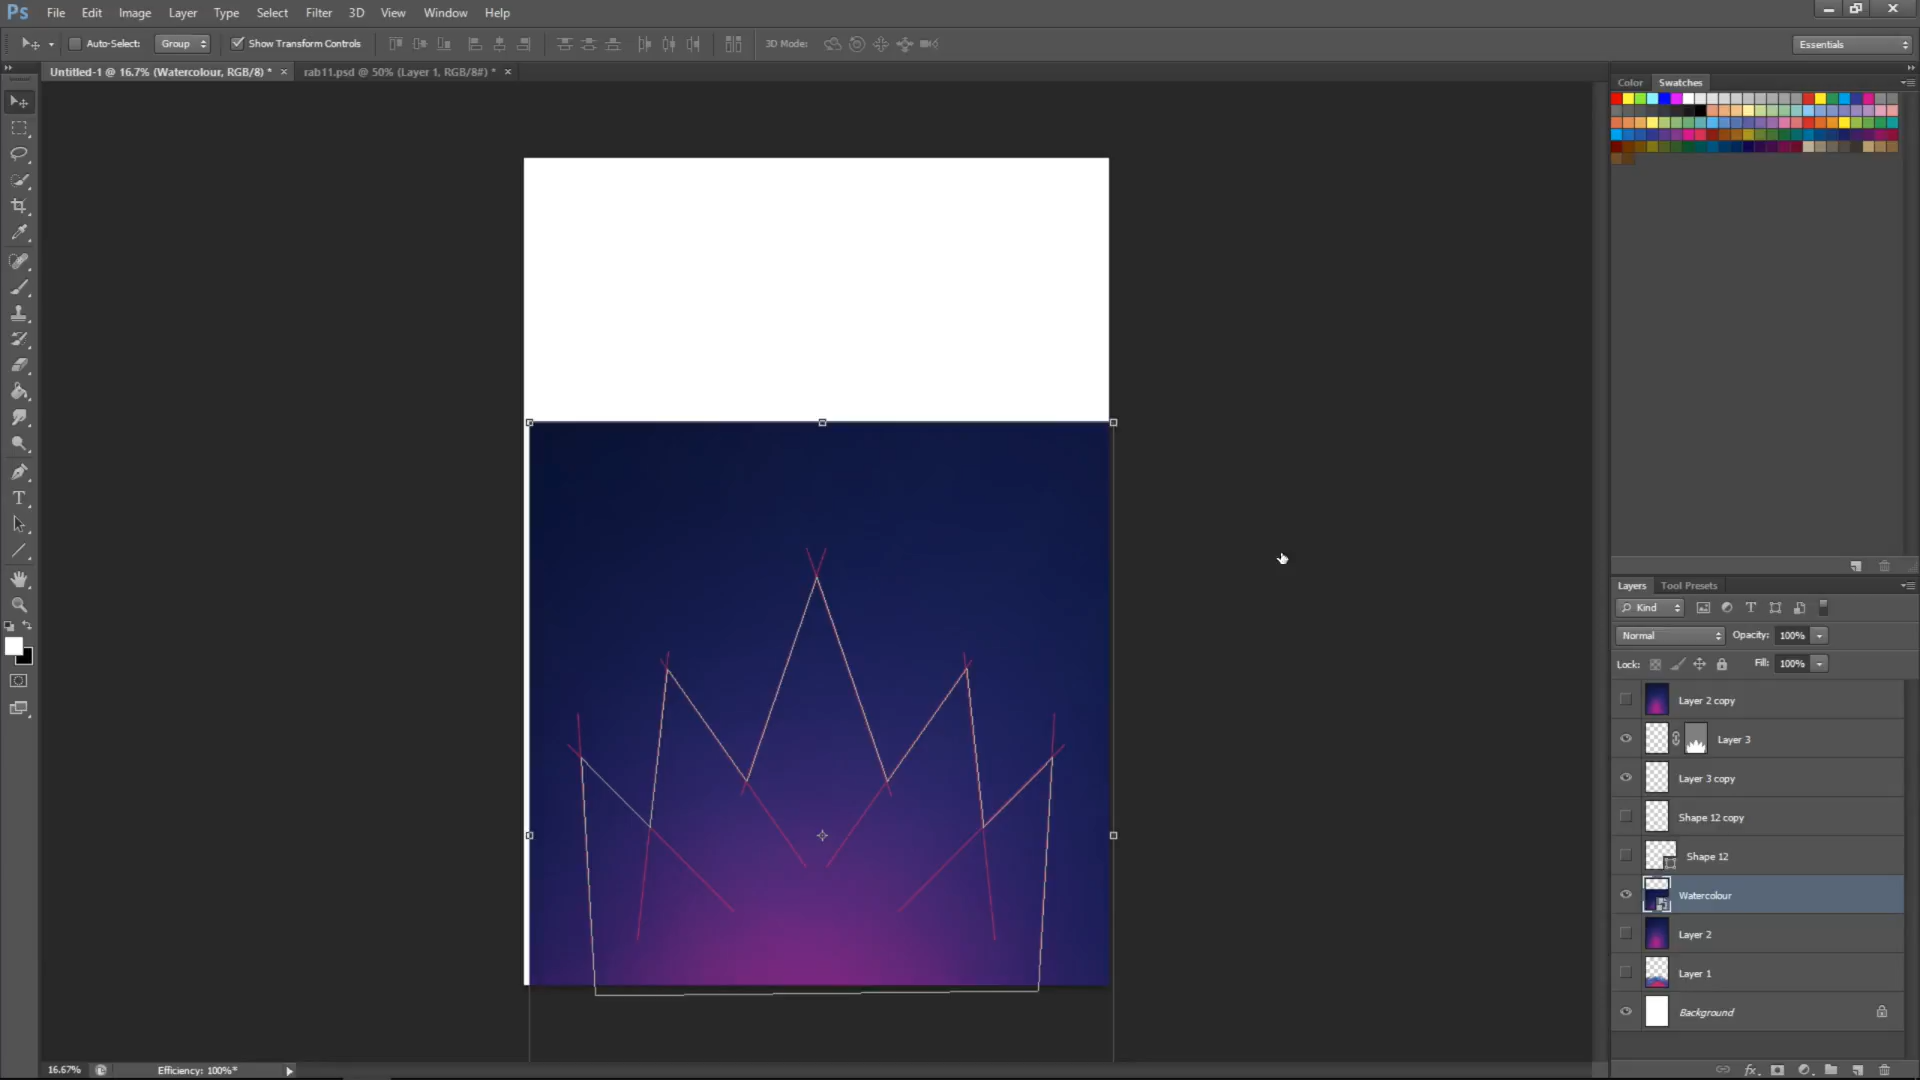 Ps File Edit Image Layer Type Select Filter 3D View Window Help
Auto-Select: Group Show Transform Controls 3D Mode: Essentials
Untitled-1 @ 16.7% (Watercolour, RGB/8) * × rab11.psd @ 50% (Layer 1, RGB/8#) * ×
Color Swatches
Layers Tool Presets
Kind
Normal Opacity: 100%
Lock: Fill: 100%
Layer 2 copy
Layer 3
Layer 3 copy
Shape 12 copy
Shape 12
Watercolour
Layer 2
Layer 1
Background
16.67% Efficiency: 100%*